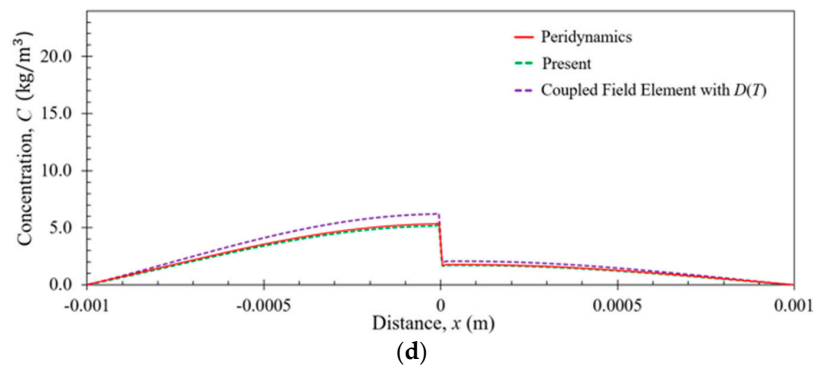 Concentration, C (kg/m³)
20.0
15.0
10.0
5.0
0.0
Peridynamics
Present
Coupled Field Element with D(T)
-0.001
-0.0005
0
0.0005
0.001
Distance, x (m)
(d)